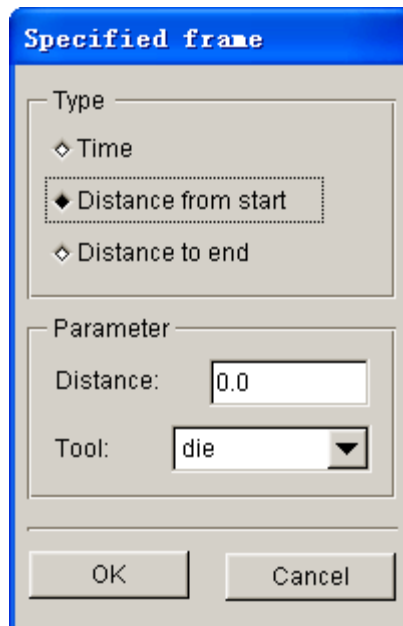 Specified frame
Type
Time
Distance from start
Distance to end
Parameter
Distance: 0.0
Tool: die
OK Cancel